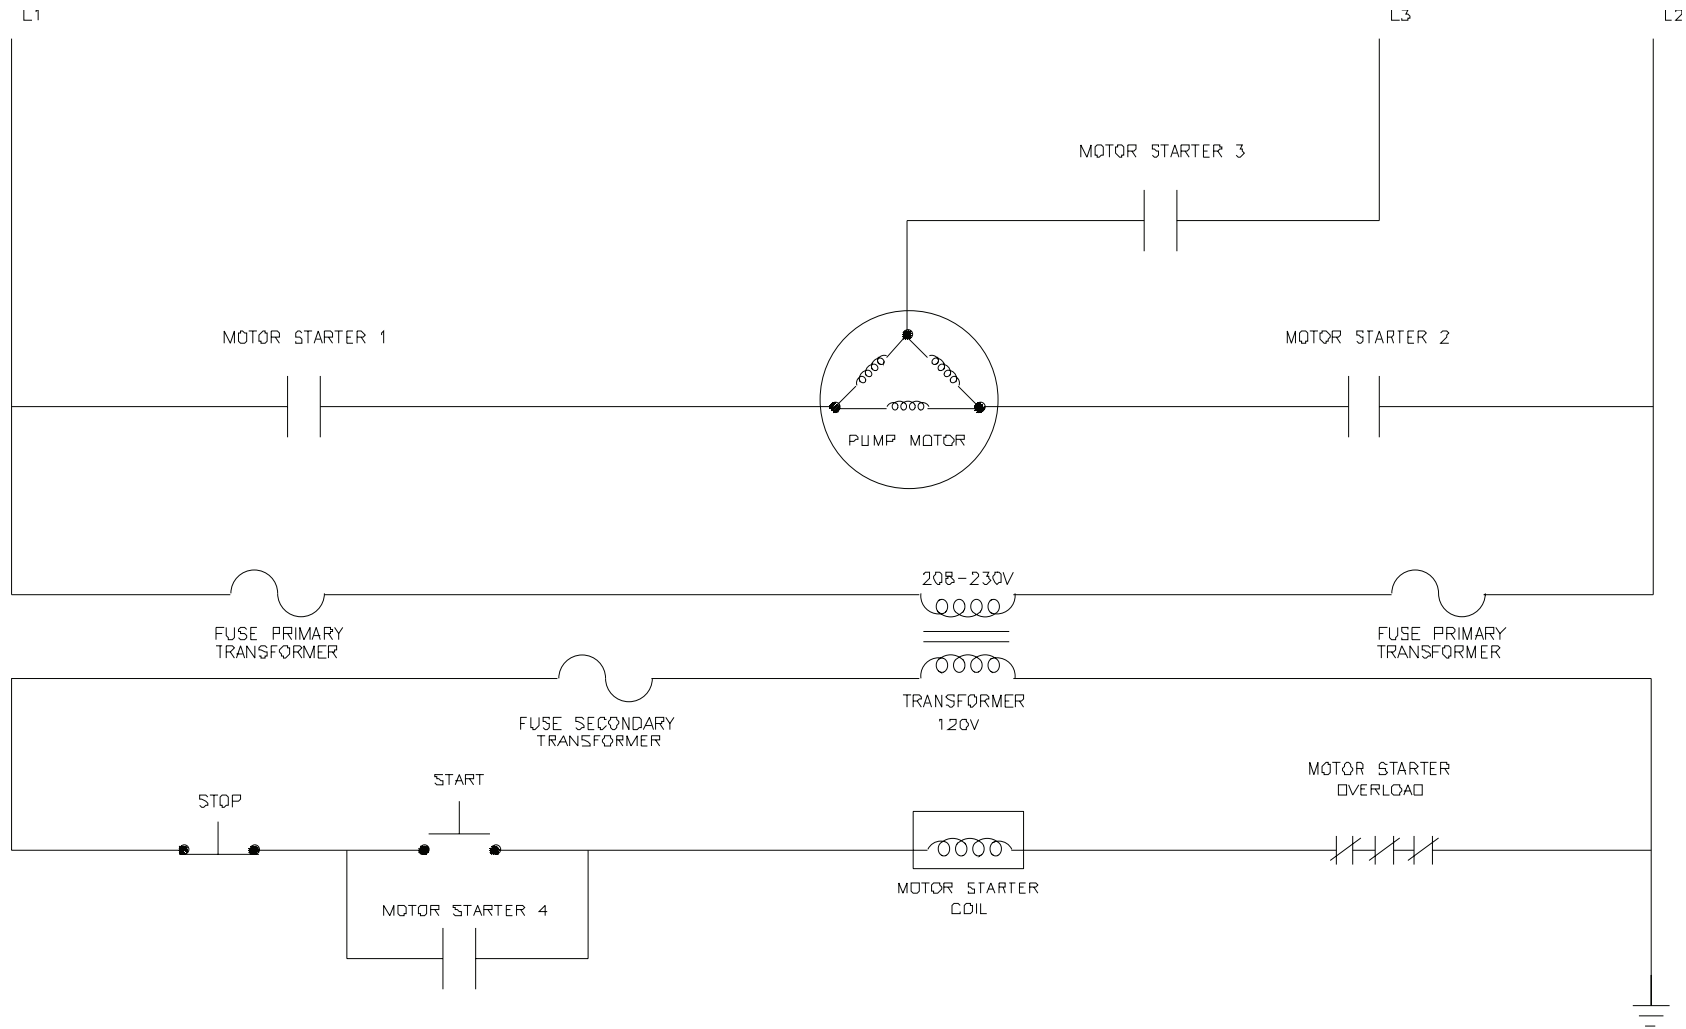 L1
L3
L2
MOTOR STARTER 3
MOTOR STARTER 1
MOTOR STARTER 2
PUMP MOTOR
208-230V
FUSE PRIMARY
TRANSFORMER
FUSE PRIMARY
TRANSFORMER
TRANSFORMER
120V
FUSE SECONDARY
TRANSFORMER
MOTOR STARTER
OVERLOAD
START
STOP
MOTOR STARTER
COIL
MOTOR STARTER 4